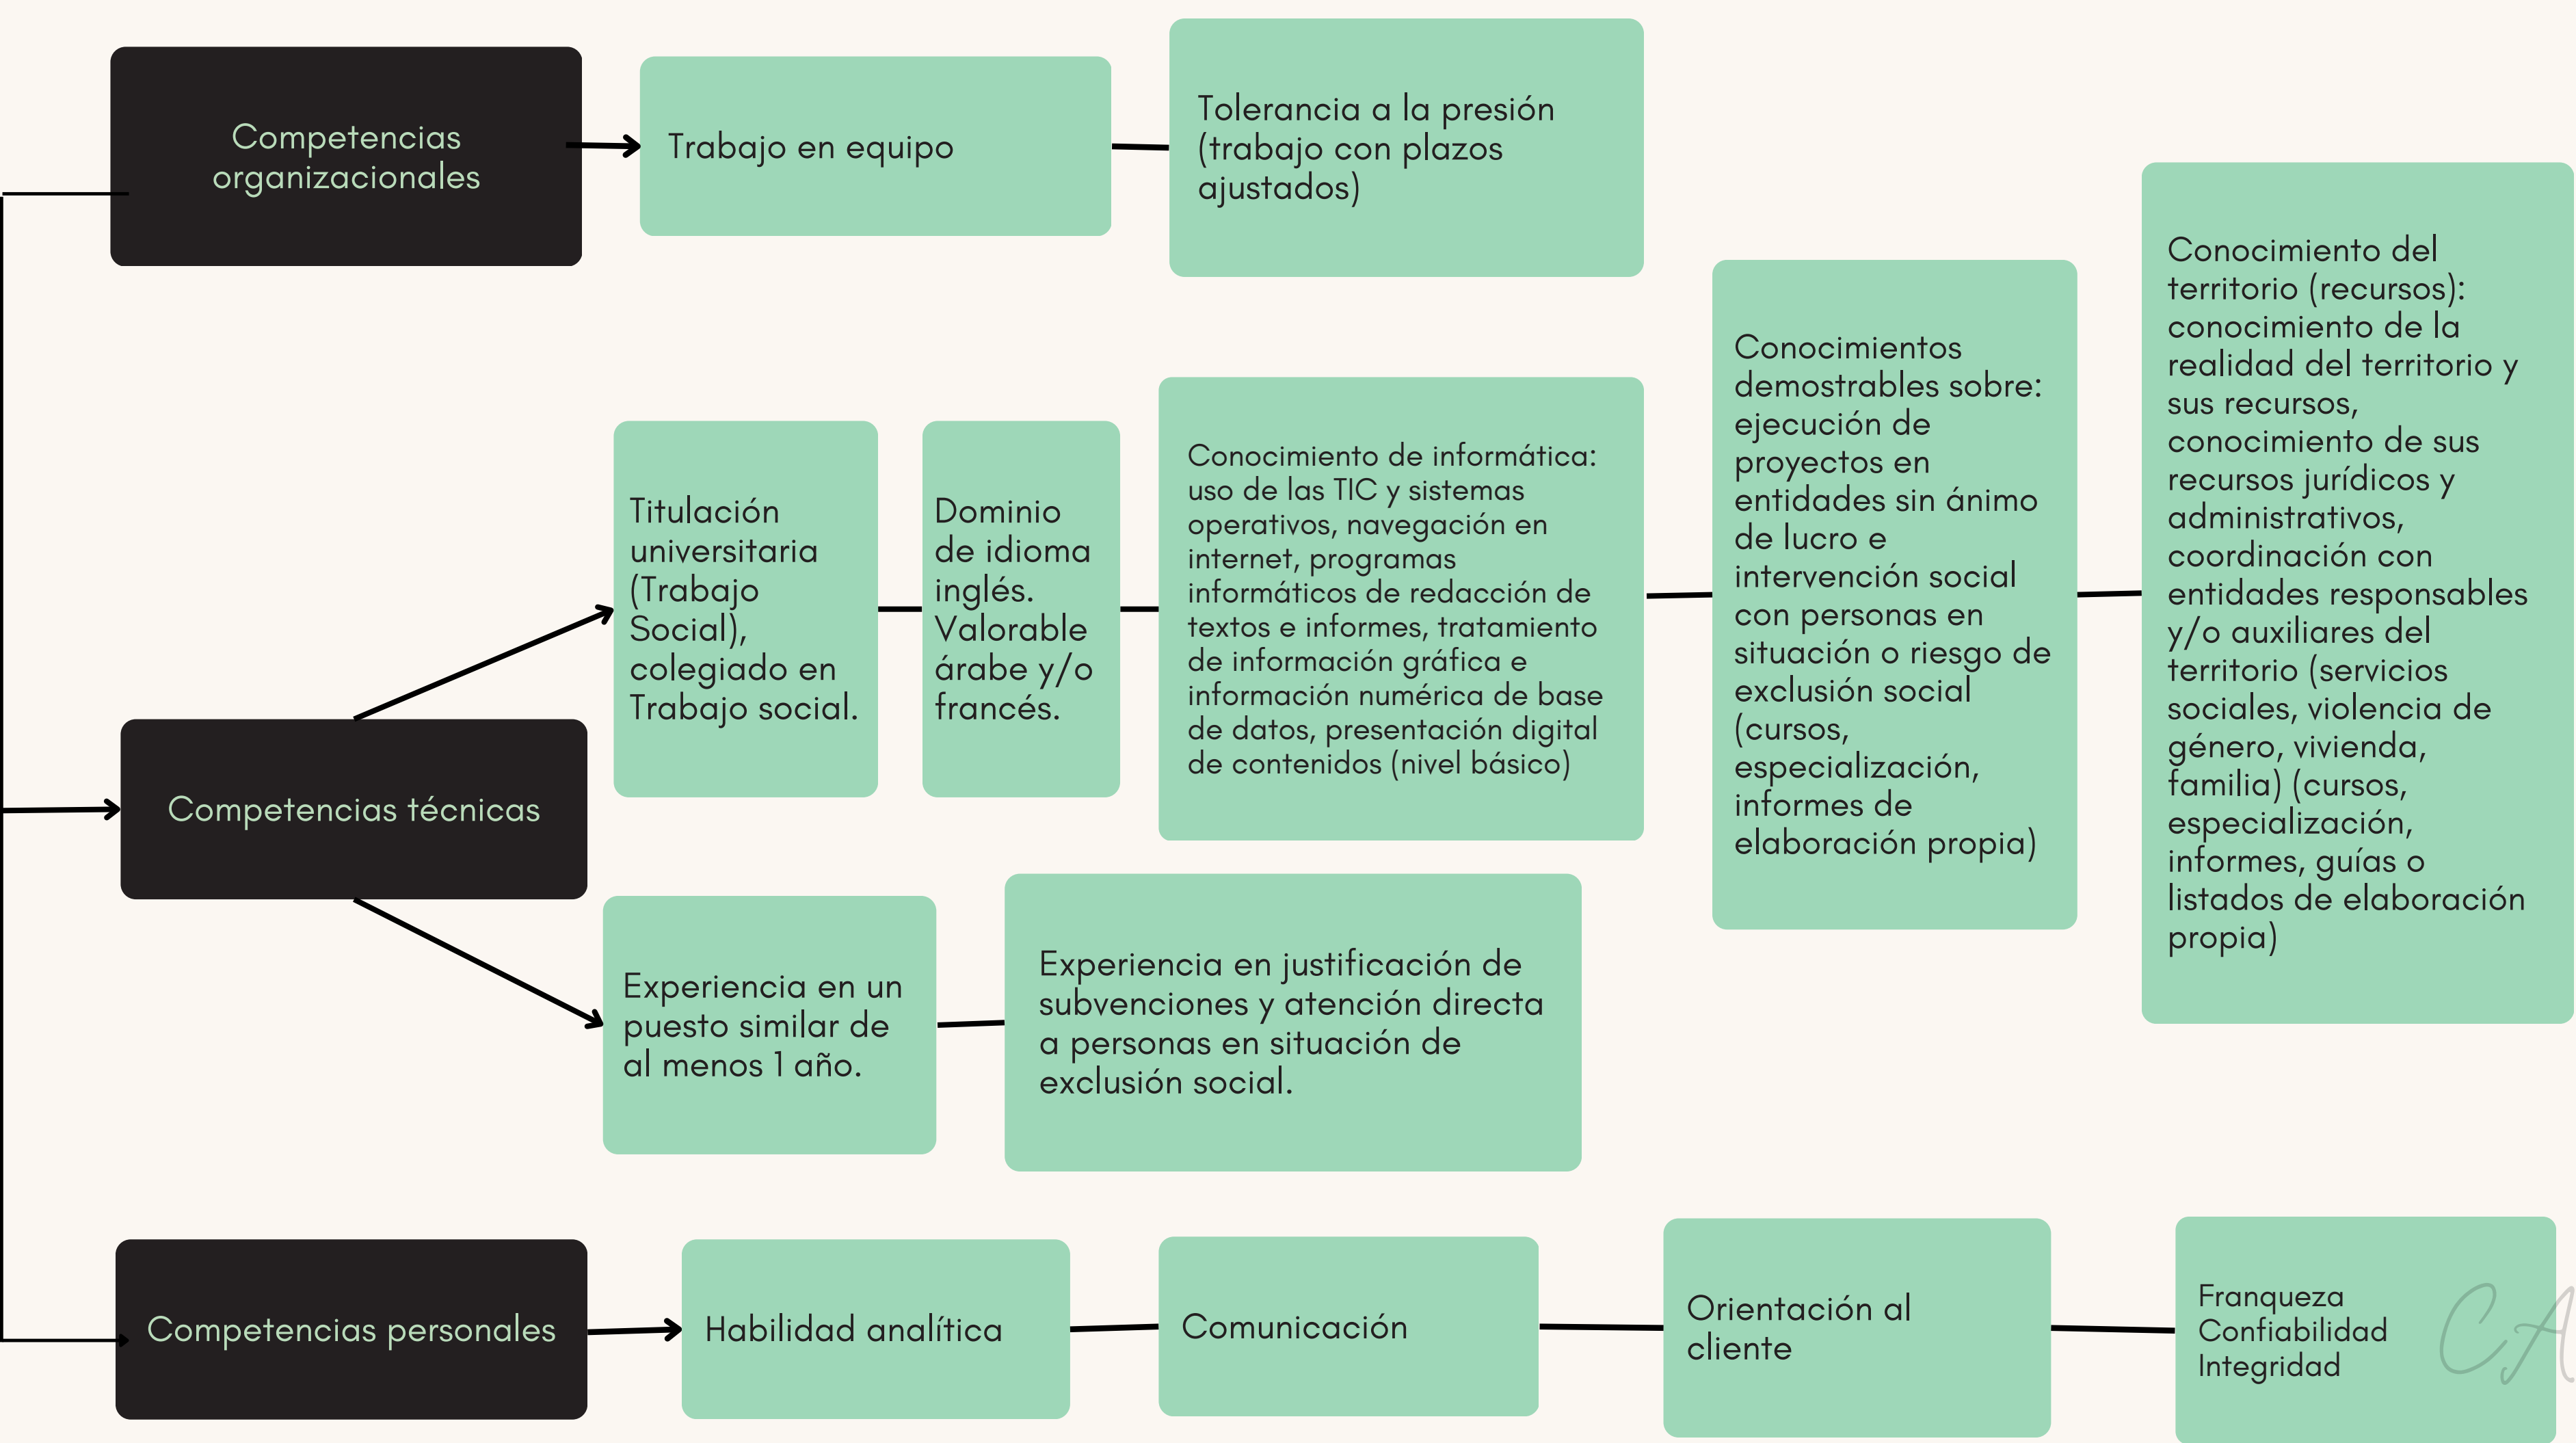 Competencias
organizacionales
Trabajo en equipo
Tolerancia a la presión
(trabajo con plazos
ajustados)
Competencias técnicas
Titulación
universitaria
(Trabajo
Social),
colegiado en
Trabajo social.
Dominio
de idioma
inglés.
Valorable
árabe y/o
francés.
Conocimiento de informática:
uso de las TIC y sistemas
operativos, navegación en
internet, programas
informáticos de redacción de
textos e informes, tratamiento
de información gráfica e
información numérica de base
de datos, presentación digital
de contenidos (nivel básico)
Conocimientos
demostrables sobre:
ejecución de
proyectos en
entidades sin ánimo
de lucro e
intervención social
con personas en
situación o riesgo de
exclusión social
(cursos,
especialización,
informes de
elaboración propia)
Conocimiento del
territorio (recursos):
conocimiento de la
realidad del territorio y
sus recursos,
conocimiento de sus
recursos jurídicos y
administrativos,
coordinación con
entidades responsables
y/o auxiliares del
territorio (servicios
sociales, violencia de
género, vivienda,
familia) (cursos,
especialización,
informes, guías o
listados de elaboración
propia)
Experiencia en un
puesto similar de
al menos 1 año.
Experiencia en justificación de
subvenciones y atención directa
a personas en situación de
exclusión social.
Competencias personales
Habilidad analítica
Comunicación
Orientación al
cliente
Franqueza
Confiabilidad
Integridad
CA